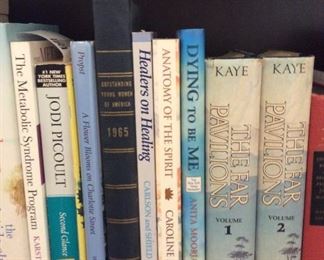 The Metabolic Syndrome Program
KARST
#1 NEW YORK TIMES
BESTSELLING
AUTHOR
JODI PICOULT
Second Glance
Propst
A Flower Blooms on Charlotte Street
OUTSTANDING
YOUNG WOMEN
OF AMERICA
1965
Healers on Healing
CARLSON and SHIELD
ANATOMY OF THE SPIRIT
CAROLINE
DYING to BE ME
ANITA MOORJ
KAYE
THE FAR
PAVILIONS
VOLUME
1
KAYE
THE FAR
PAVILIONS
VOLUME
2